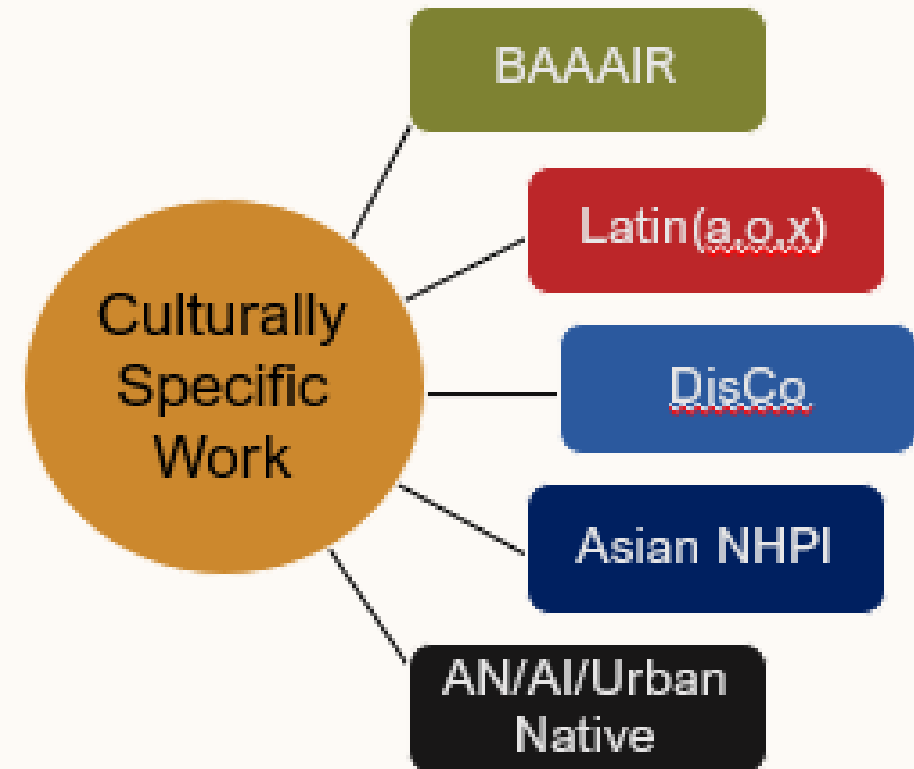 BAAAIR
Latin(a.o.x)
Culturally
Specific
Work
DisCo
Asian NHPI
AN/AI/Urban
Native